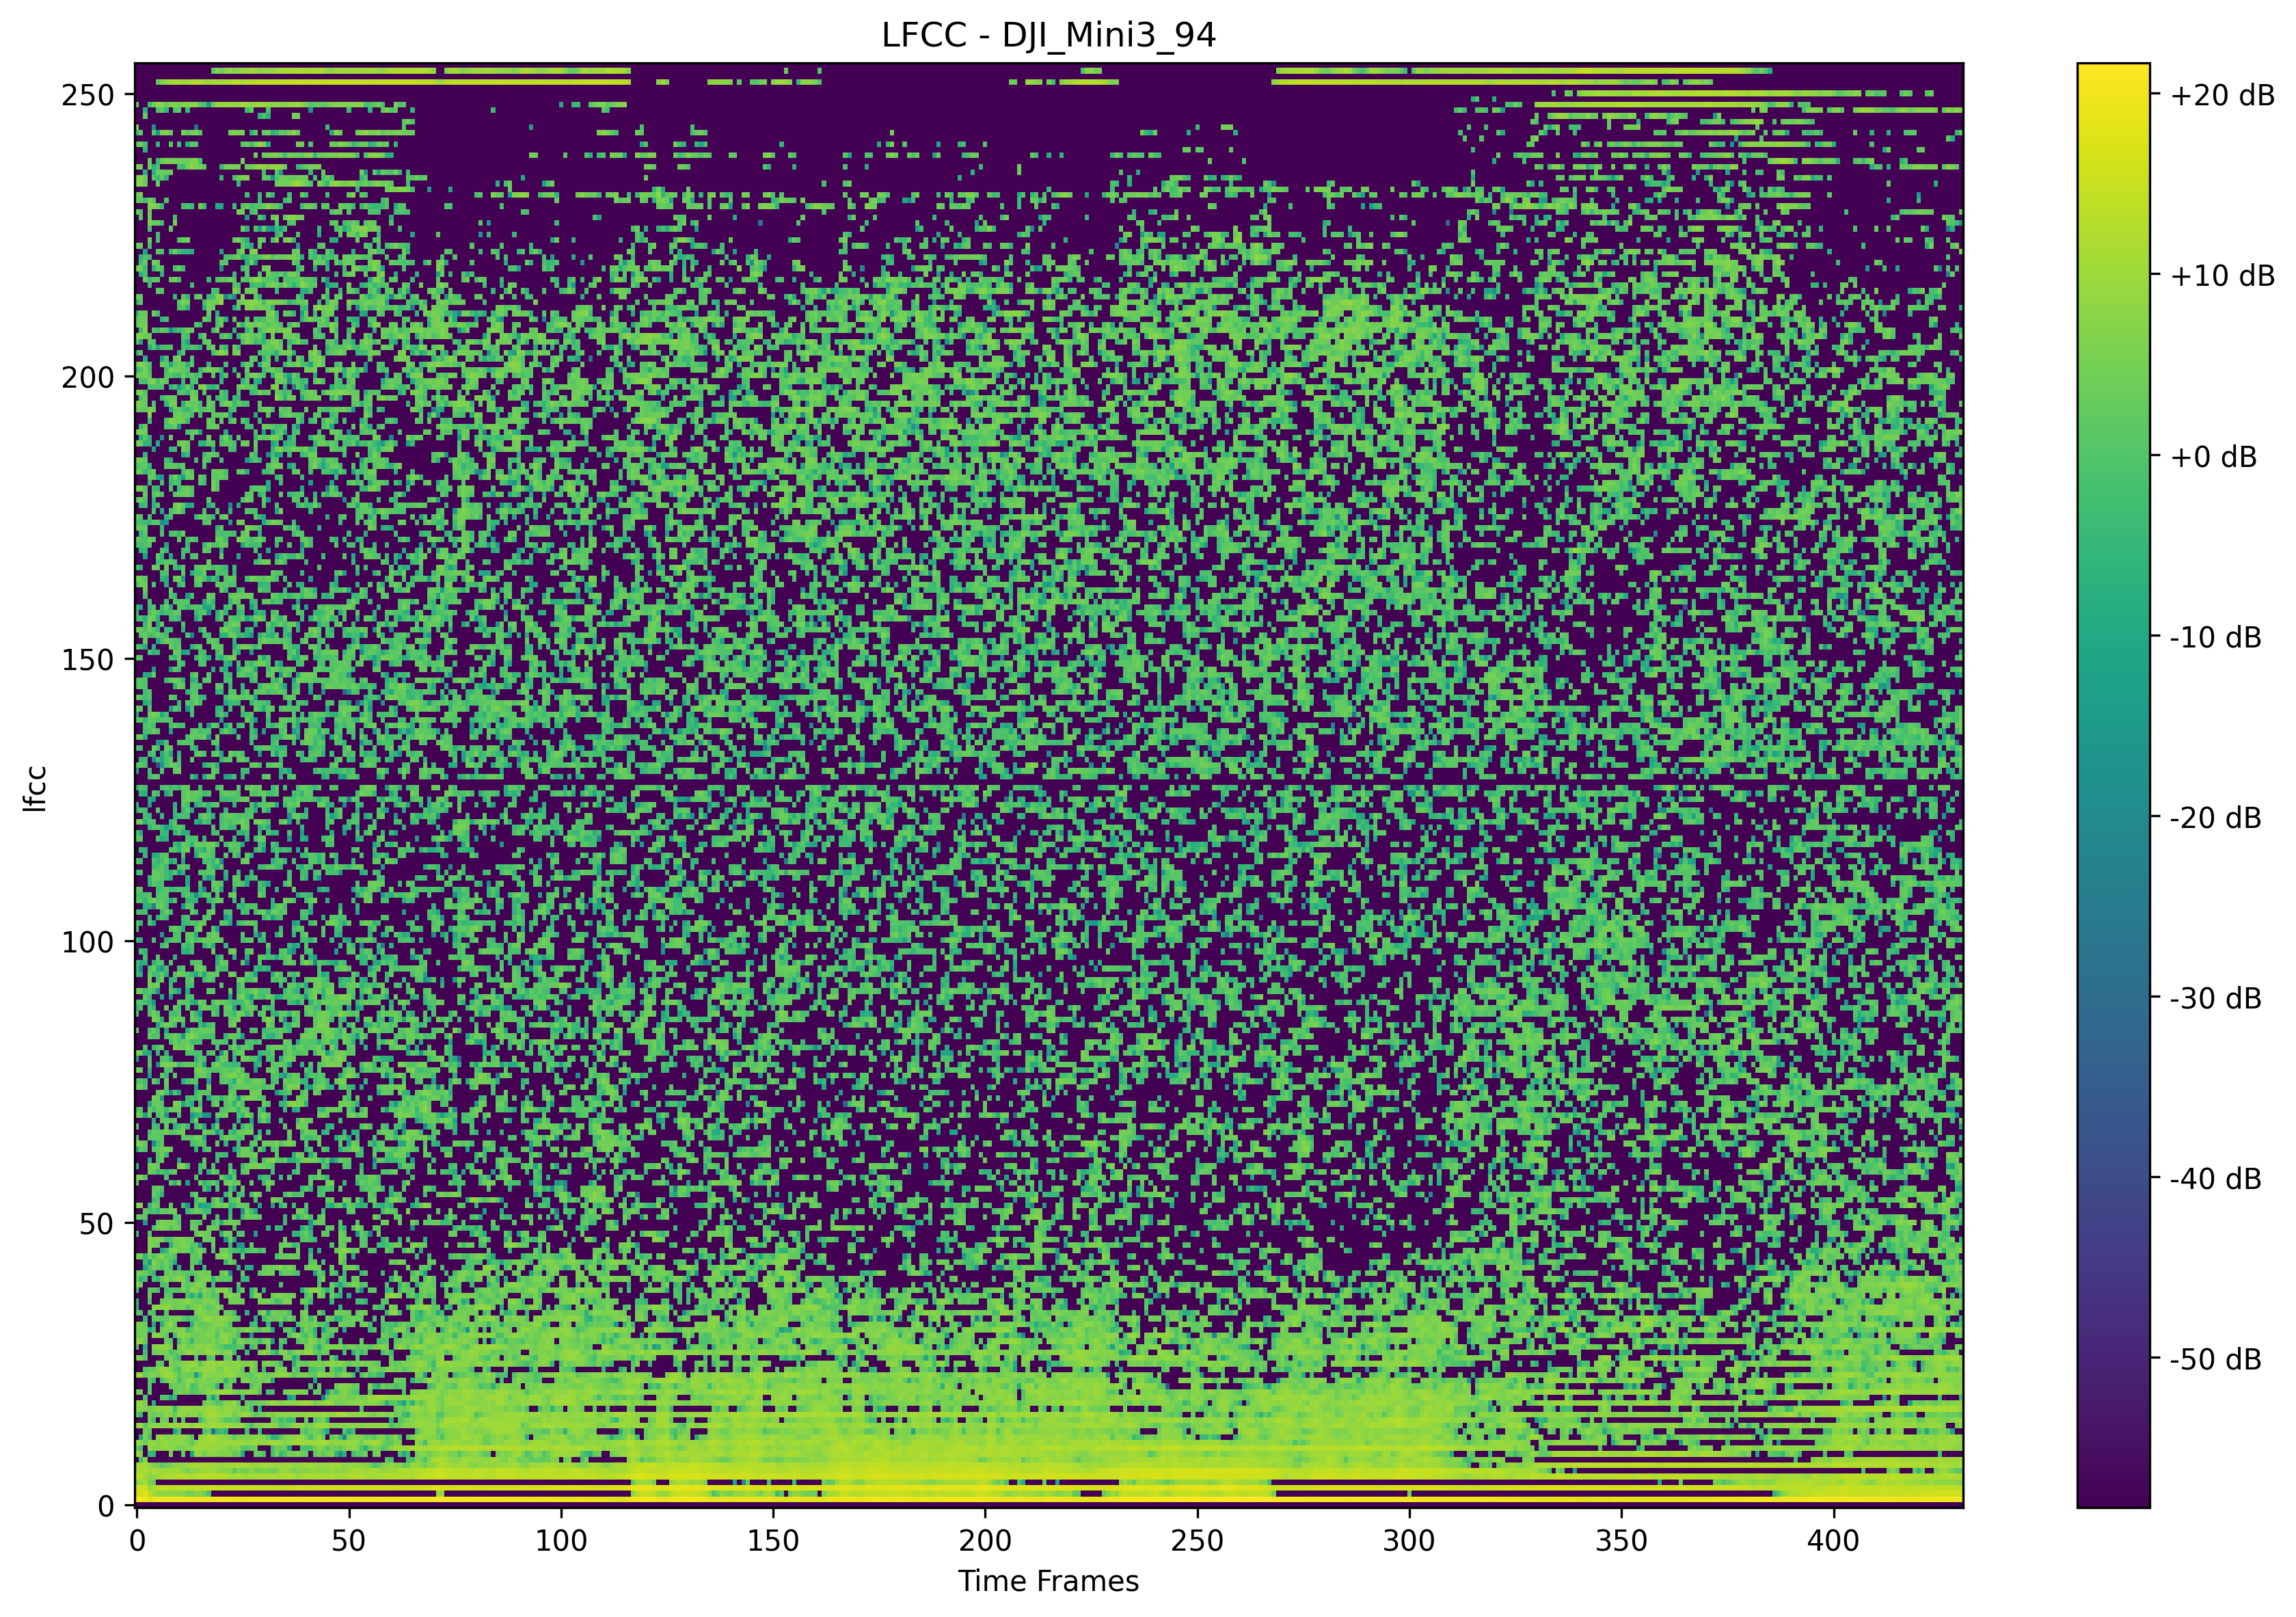 LFCC - DJI_Mini3_94
250
200
150
100
50
0
lfcc
0 50 100 150 200 250 300 350 400
Time Frames
+20 dB
+10 dB
+0 dB
-10 dB
-20 dB
-30 dB
-40 dB
-50 dB